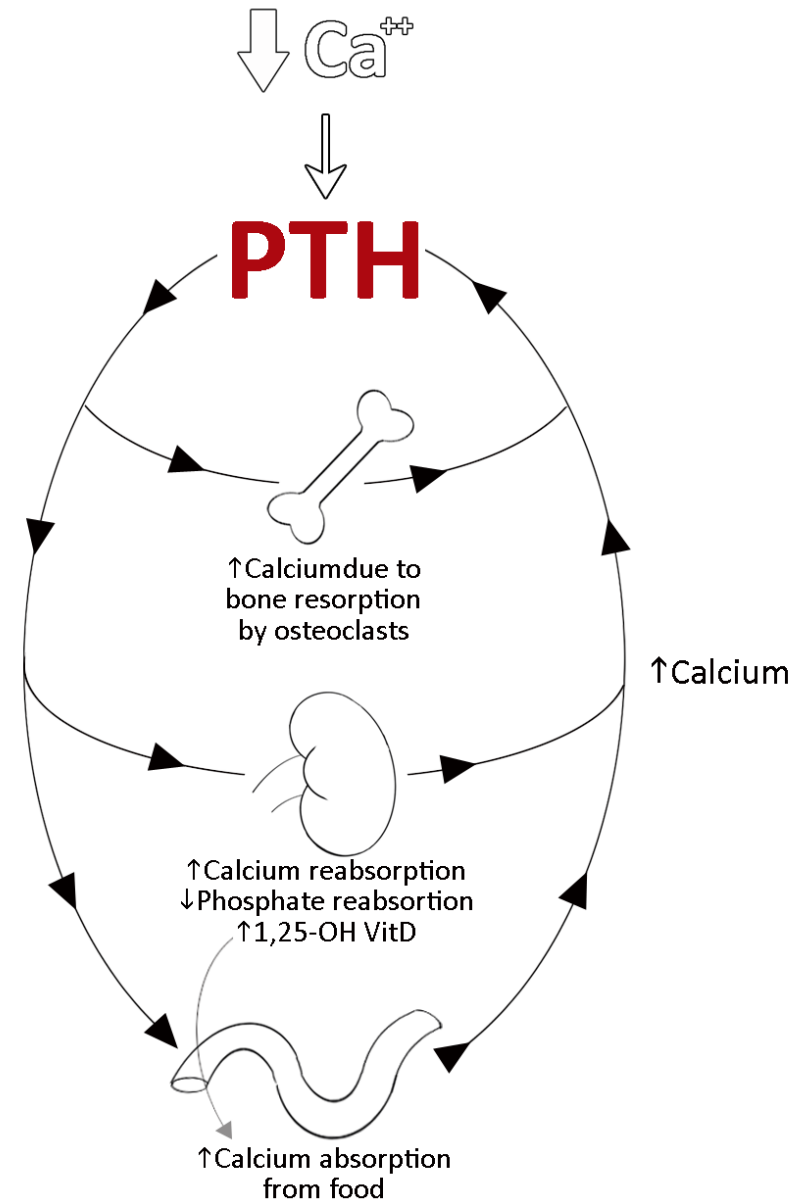 ↓ Ca⁺⁺
PTH
↑Calciumdue to
bone resorption
by osteoclasts
↑Calcium
↑Calcium reabsorption
↓Phosphate reabsortion
↑1,25-OH VitD
↑Calcium absorption
from food